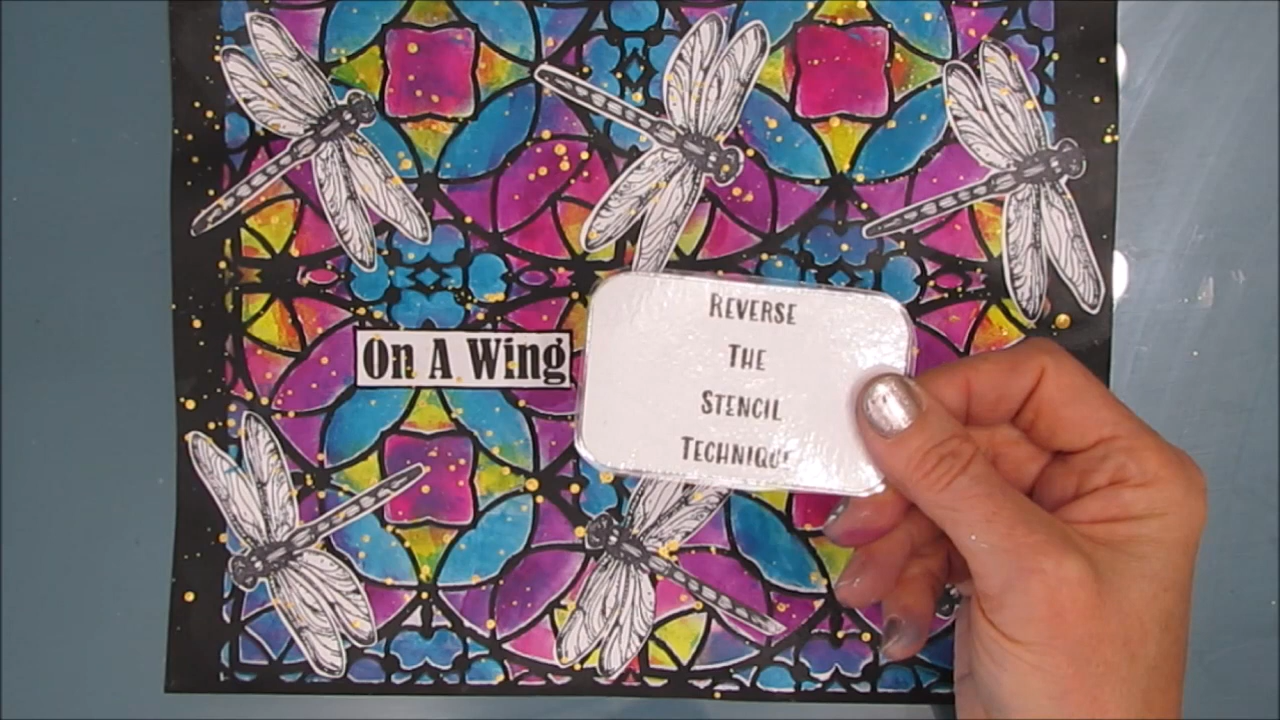 On A Wing
Reverse
The
Stencil
Technique